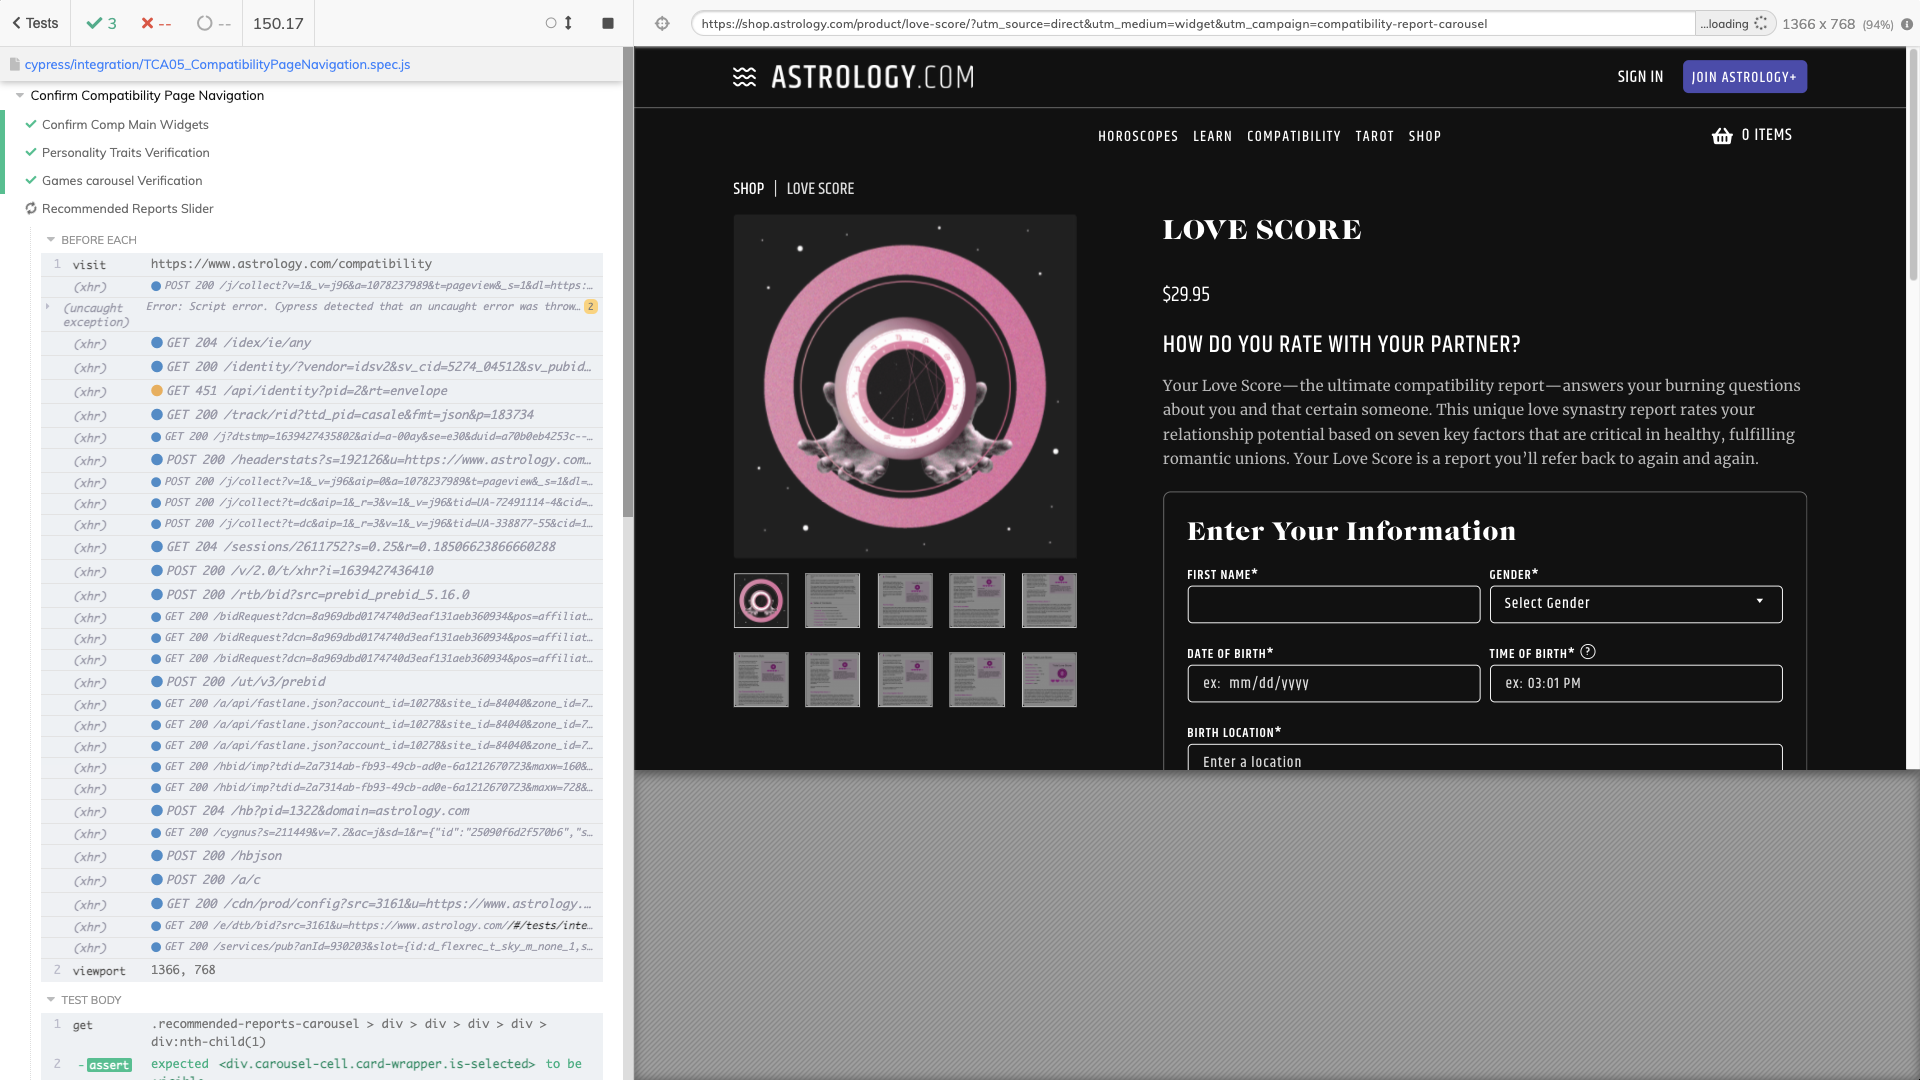 Tests
3
--
--
150.17
cypress/integration/TCA05_CompatibilityPageNavigation.spec.js
Confirm Compatibility Page Navigation
Confirm Comp Main Widgets
Personality Traits Verification
Games carousel Verification
Recommended Reports Slider
BEFORE EACH
1 visit https://www.astrology.com/compatibility
(xhr) POST 200 /j/collect?v=1&_v=j96&a=1078237989&t=pageview&_s=1&dl=https:…
(uncaught exception) Error: Script error. Cypress detected that an uncaught error was throw… 2
(xhr) GET 204 /idex/ie/any
(xhr) GET 200 /identity/?vendor=idsv2&sv_cid=5274_04512&sv_pubid…
(xhr) GET 451 /api/identity?pid=2&rt=envelope
(xhr) GET 200 /track/rid?ttd_pid=casale&fmt=json&p=183734
(xhr) GET 200 /j?dtstmp=1639427435802&aid=a-00ay&se=e30&duid=a70b0eb4253c--…
(xhr) POST 200 /headerstats?s=192126&u=https://www.astrology.com…
(xhr) POST 200 /j/collect?v=1&_v=j96&aip=0&a=1078237989&t=pageview&_s=1&dl=…
(xhr) POST 200 /j/collect?t=dc&aip=1&_r=3&v=1&_v=j96&tid=UA-72491114-4&cid=…
(xhr) POST 200 /j/collect?t=dc&aip=1&_r=3&v=1&_v=j96&tid=UA-338877-55&cid=1…
(xhr) GET 204 /sessions/2611752?s=0.25&r=0.18506623866660288
(xhr) POST 200 /v/2.0/t/xhr?i=1639427436410
(xhr) POST 200 /rtb/bid?src=prebid_prebid_5.16.0
(xhr) GET 200 /bidRequest?dcn=8a969dbd0174740d3eaf131aeb360934&pos=affiliat…
(xhr) GET 200 /bidRequest?dcn=8a969dbd0174740d3eaf131aeb360934&pos=affiliat…
(xhr) GET 200 /bidRequest?dcn=8a969dbd0174740d3eaf131aeb360934&pos=affiliat…
(xhr) POST 200 /ut/v3/prebid
(xhr) GET 200 /a/api/fastlane.json?account_id=10278&site_id=84040&zone_id=7…
(xhr) GET 200 /a/api/fastlane.json?account_id=10278&site_id=84040&zone_id=7…
(xhr) GET 200 /a/api/fastlane.json?account_id=10278&site_id=84040&zone_id=7…
(xhr) GET 200 /hbid/imp?tdid=2a7314ab-fb93-49cb-ad0e-6a1212670723&maxw=160&…
(xhr) GET 200 /hbid/imp?tdid=2a7314ab-fb93-49cb-ad0e-6a1212670723&maxw=728&…
(xhr) POST 204 /hb?pid=1322&domain=astrology.com
(xhr) GET 200 /cygnus?s=211449&v=7.2&ac=j&sd=1&r={"id":"25090f6d2f570b6","s…
(xhr) POST 200 /hbjson
(xhr) POST 200 /a/c
(xhr) GET 200 /cdn/prod/config?src=3161&u=https://www.astrology.…
(xhr) GET 200 /e/dtb/bid?src=3161&u=https://www.astrology.com//#/tests/inte…
(xhr) GET 200 /services/pub?anId=930203&slot={id:d_flexrec_t_sky_m_none_1,s…
2 viewport 1366, 768
TEST BODY
1 get .recommended-reports-carousel > div > div > div > div >
div:nth-child(1)
2 -assert expected <div.carousel-cell.card-wrapper.is-selected> to be
https://shop.astrology.com/product/love-score/?utm_source=direct&utm_medium=widget&utm_campaign=compatibility-report-carousel
...loading
1366 x 768 (94%)
ASTROLOGY.COM
SIGN IN
JOIN ASTROLOGY+
HOROSCOPES LEARN COMPATIBILITY TAROT SHOP
0 ITEMS
SHOP | LOVE SCORE
LOVE SCORE
$29.95
HOW DO YOU RATE WITH YOUR PARTNER?
Your Love Score—the ultimate compatibility report—answers your burning questions
about you and that certain someone. This unique love synastry report rates your
relationship potential based on seven key factors that are critical in healthy, fulfilling
romantic unions. Your Love Score is a report you’ll refer back to again and again.
Enter Your Information
FIRST NAME* GENDER*
Select Gender
DATE OF BIRTH* TIME OF BIRTH* ?
ex: mm/dd/yyyy ex: 03:01 PM
BIRTH LOCATION*
Enter a location